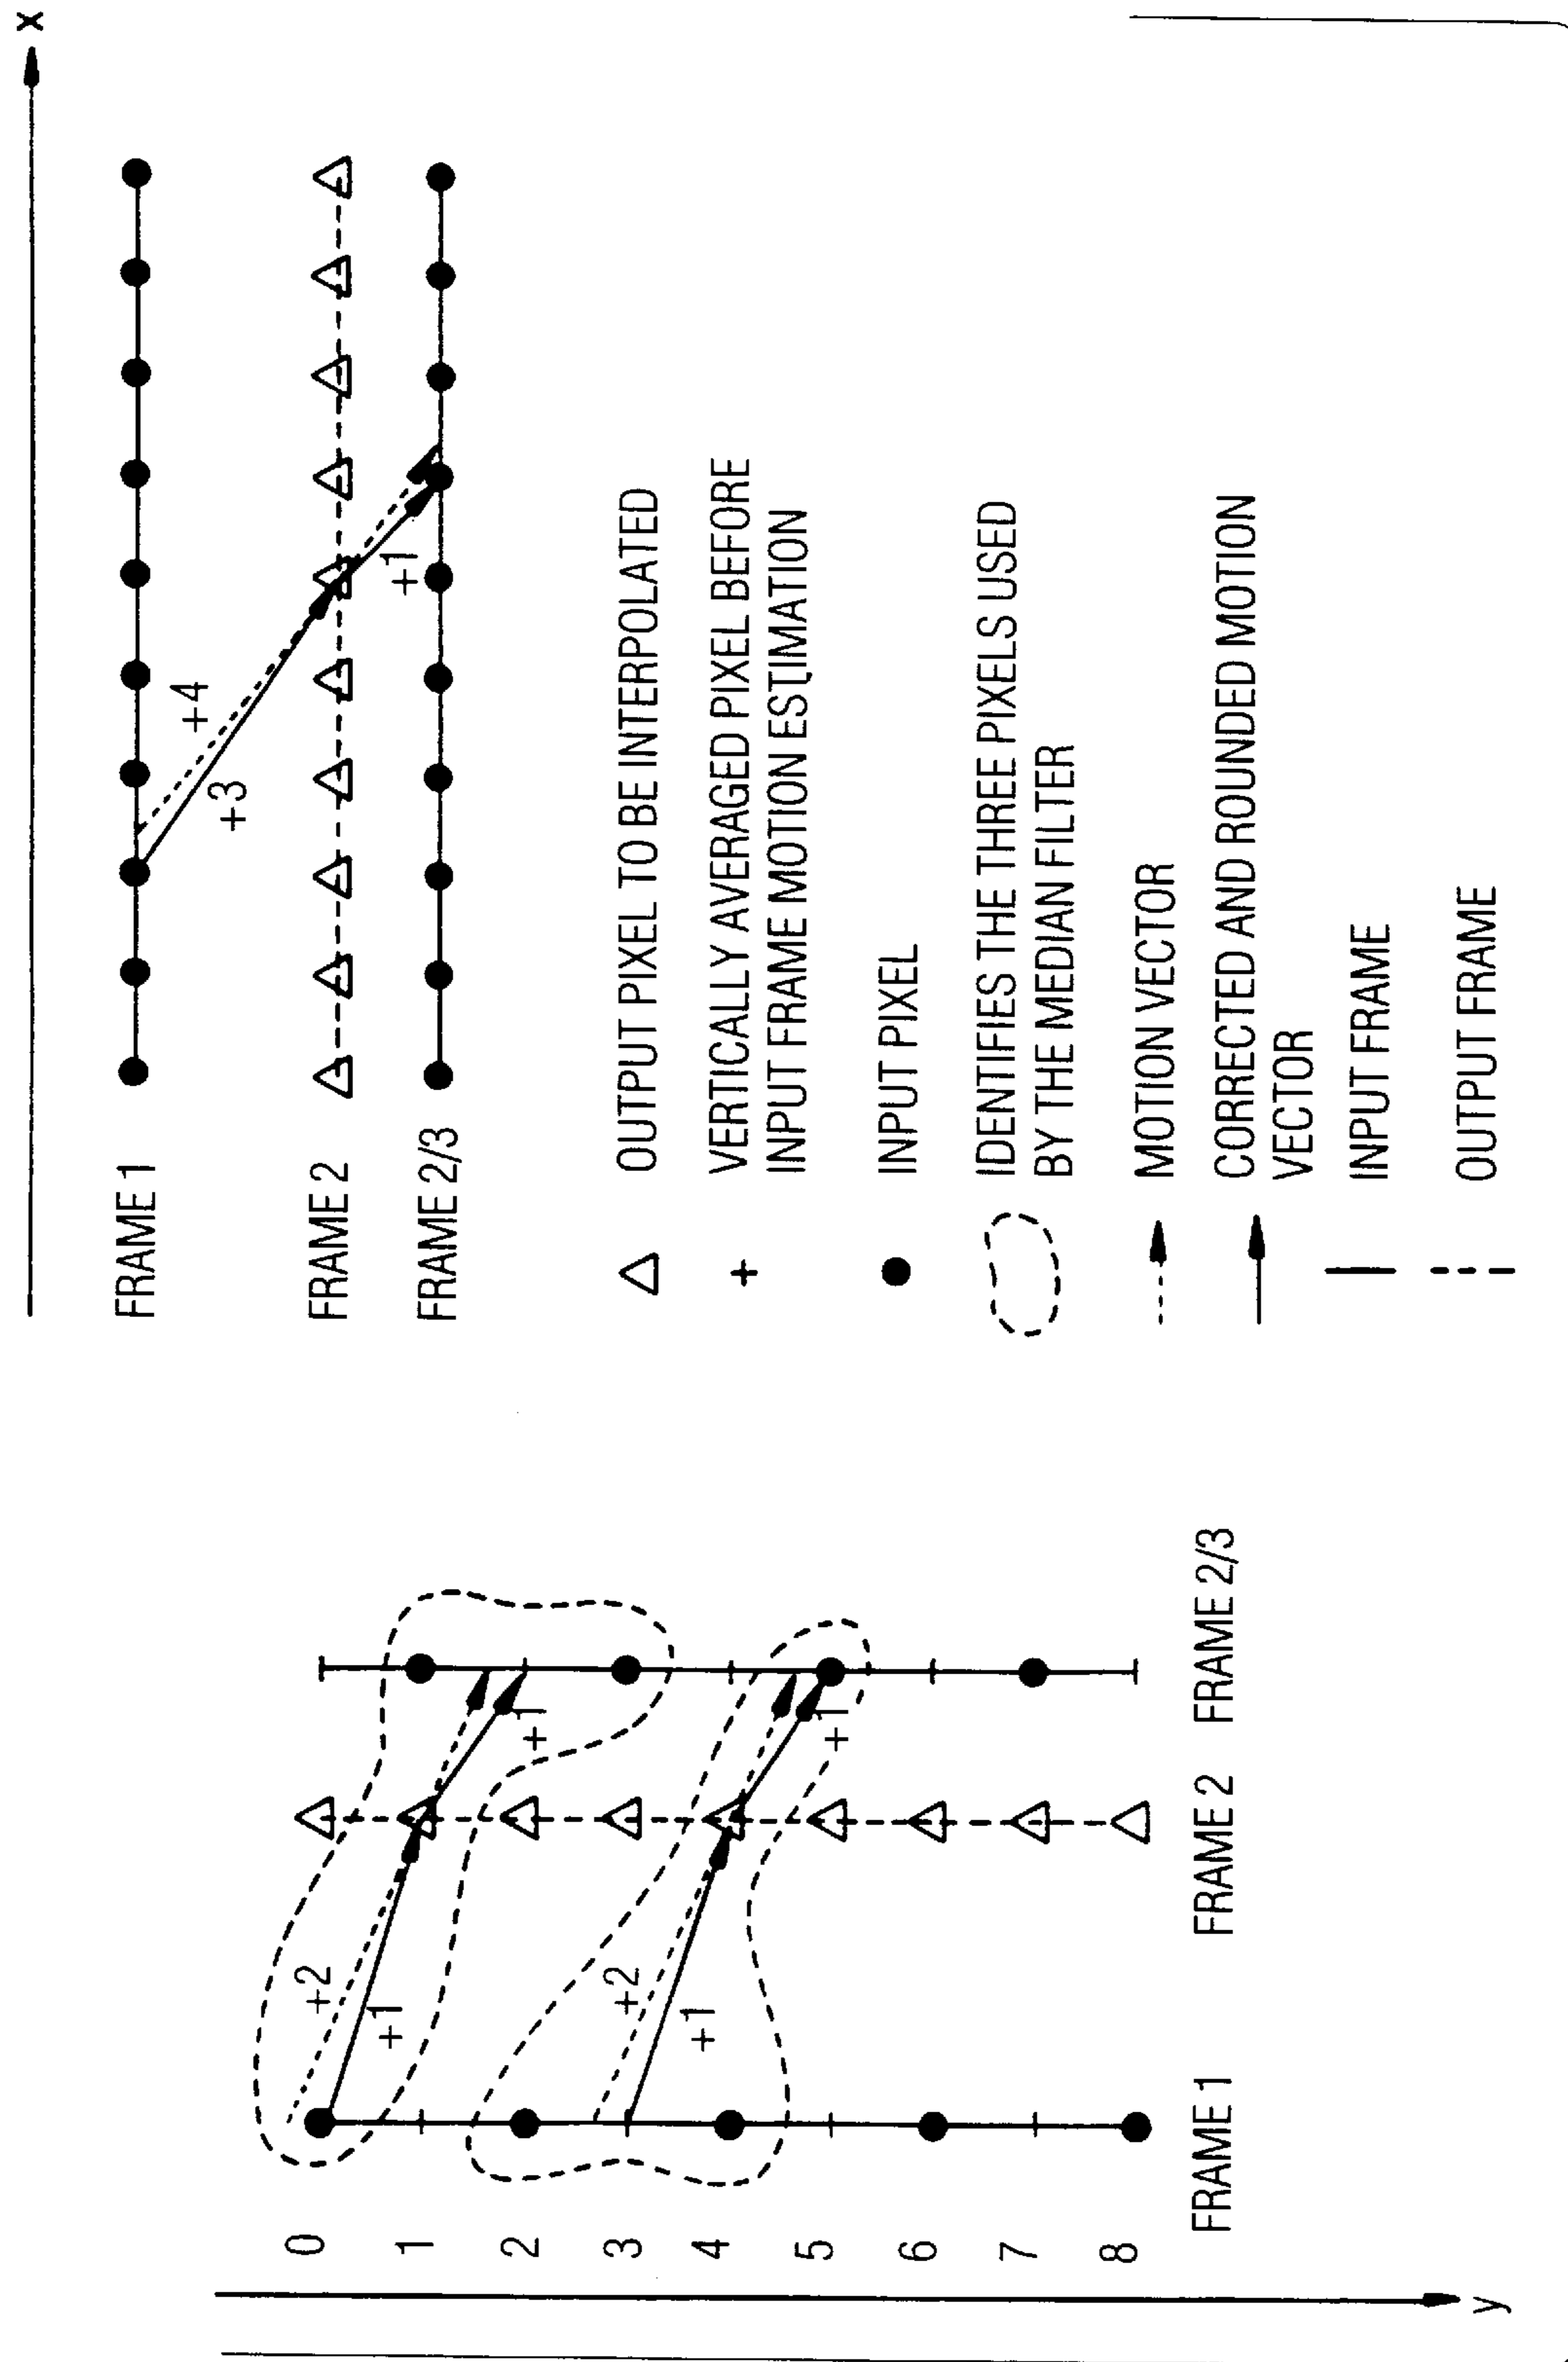 x
FRAME 1
+4
+3
FRAME 2
+1
FRAME 2/3
△ OUTPUT PIXEL TO BE INTERPOLATED
+ VERTICALLY AVERAGED PIXEL BEFORE
INPUT FRAME MOTION ESTIMATION
● INPUT PIXEL
IDENTIFIES THE THREE PIXELS USED
BY THE MEDIAN FILTER
MOTION VECTOR
CORRECTED AND ROUNDED MOTION
VECTOR
INPUT FRAME
OUTPUT FRAME
0
+2
+1
1
+1
2
3
+2
+1
4
5
+1
6
7
8
FRAME 1
FRAME 2
FRAME 2/3
y